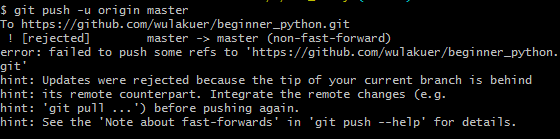 $ git push -u origin master
To https://github.com/wulakuer/beginner_python.git
 ! [rejected]        master -> master (non-fast-forward)
error: failed to push some refs to 'https://github.com/wulakuer/beginner_python.
git'
hint: Updates were rejected because the tip of your current branch is behind
hint: its remote counterpart. Integrate the remote changes (e.g.
hint: 'git pull ...') before pushing again.
hint: See the 'Note about fast-forwards' in 'git push --help' for details.